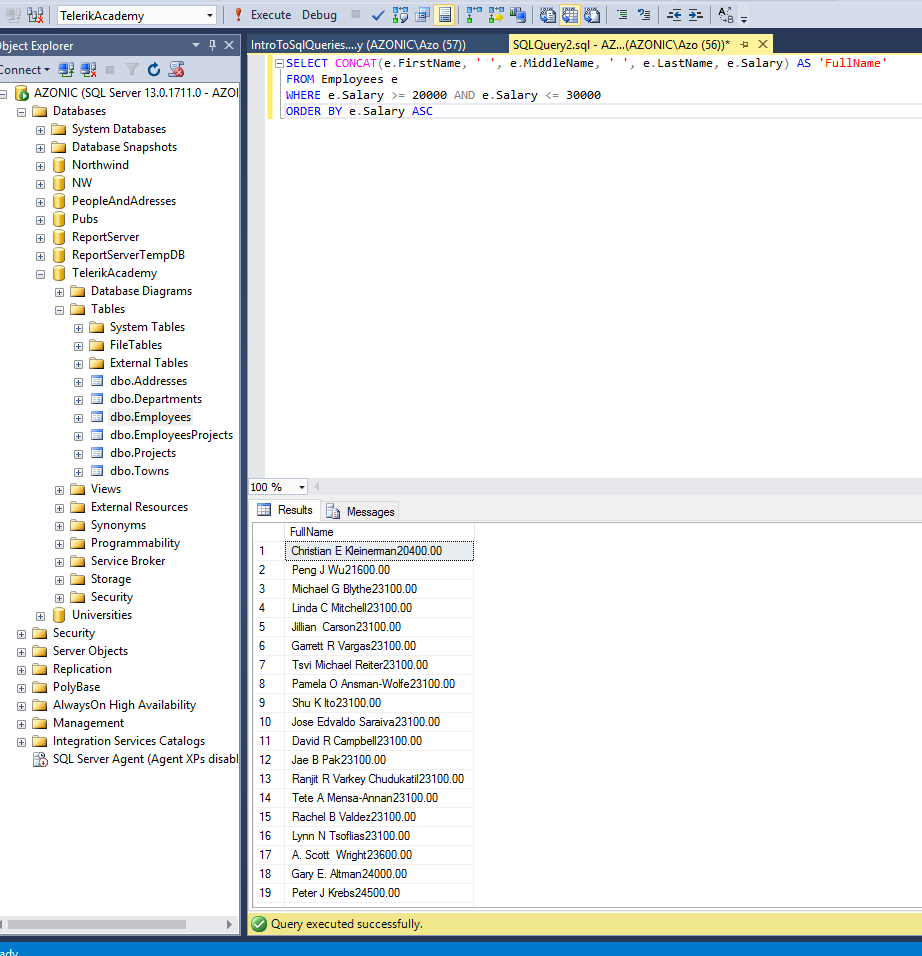 TelerikAcademy
Execute
Debug
Object Explorer
Connect
AZONIC (SQL Server 13.0.1711.0 - AZO
Databases
System Databases
Database Snapshots
Northwind
NW
PeopleAndAdresses
Pubs
ReportServer
ReportServerTempDB
TelerikAcademy
Database Diagrams
Tables
System Tables
FileTables
External Tables
dbo.Addresses
dbo.Departments
dbo.Employees
dbo.EmployeesProjects
dbo.Projects
dbo.Towns
Views
External Resources
Synonyms
Programmability
Service Broker
Storage
Security
Universities
Security
Server Objects
Replication
PolyBase
AlwaysOn High Availability
Management
Integration Services Catalogs
SQL Server Agent (Agent XPs disabl
IntroToSqlQueries....y (AZONIC\Azo (57))
SQLQuery2.sql - AZ...(AZONIC\Azo (56))*
SELECT CONCAT(e.FirstName, ' ', e.MiddleName, ' ', e.LastName, e.Salary) AS 'FullName'
FROM Employees e
WHERE e.Salary >= 20000 AND e.Salary <= 30000
ORDER BY e.Salary ASC
100 %
Results
Messages
FullName
1 Christian E Kleinerman20400.00
2 Peng J Wu21600.00
3 Michael G Blythe23100.00
4 Linda C Mitchell23100.00
5 Jillian  Carson23100.00
6 Garrett R Vargas23100.00
7 Tsvi Michael Reiter23100.00
8 Pamela O Ansman-Wolfe23100.00
9 Shu K Ito23100.00
10 Jose Edvaldo Saraiva23100.00
11 David R Campbell23100.00
12 Jae B Pak23100.00
13 Ranjit R Varkey Chudukatil23100.00
14 Tete A Mensa-Annan23100.00
15 Rachel B Valdez23100.00
16 Lynn N Tsoflias23100.00
17 A. Scott  Wright23600.00
18 Gary E. Altman24000.00
19 Peter J Krebs24500.00
Query executed successfully.